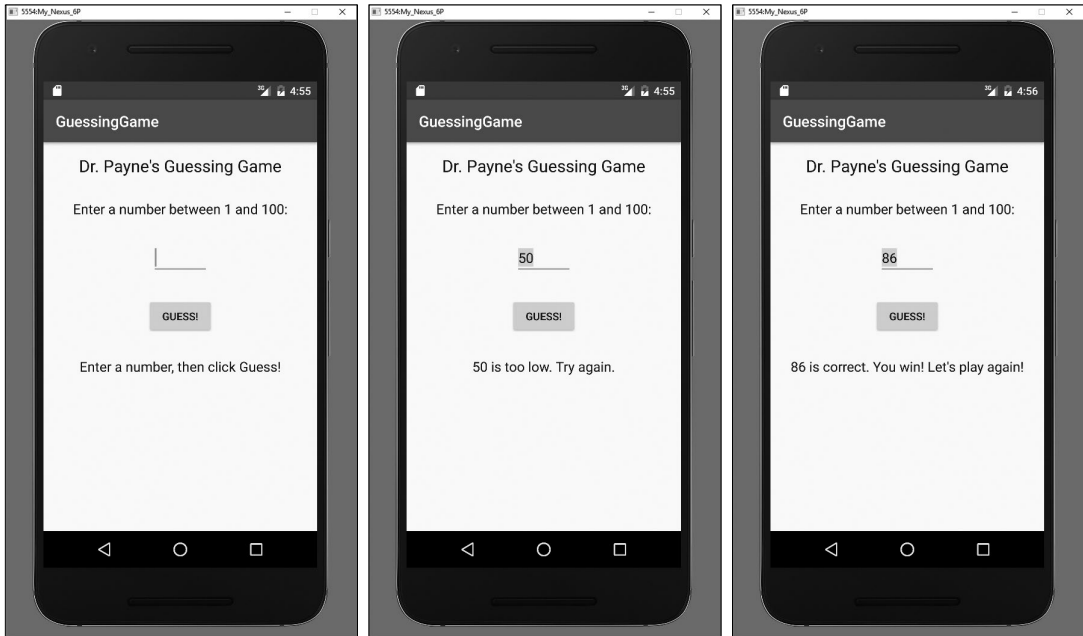 5554:My_Nexus_6P
3G 4:55
GuessingGame
Dr. Payne's Guessing Game
Enter a number between 1 and 100:
GUESS!
Enter a number, then click Guess!
5554:My_Nexus_6P
3G 4:55
GuessingGame
Dr. Payne's Guessing Game
Enter a number between 1 and 100:
50
GUESS!
50 is too low. Try again.
5554:My_Nexus_6P
3G 4:56
GuessingGame
Dr. Payne's Guessing Game
Enter a number between 1 and 100:
86
GUESS!
86 is correct. You win! Let's play again!